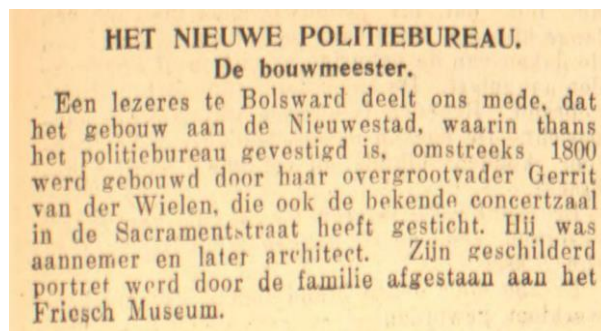 HET NIEUWE POLITIEBUREAU.
De bouwmeester.
Een lezeres te Bolsward deelt ons mede, dat
het gebouw aan de Nieuwestad, waarin thans
het politiebureau gevestigd is, omstreeks 1800
werd gebouwd door haar overgrootvader Gerrit
van der Wielen, die ook de bekende concertzaal
in de Sacramentstraat heeft gesticht. Hij was
aannemer en later architect. Zijn geschilderd
portret werd door de familie afgestaan aan het
Friesch Museum.